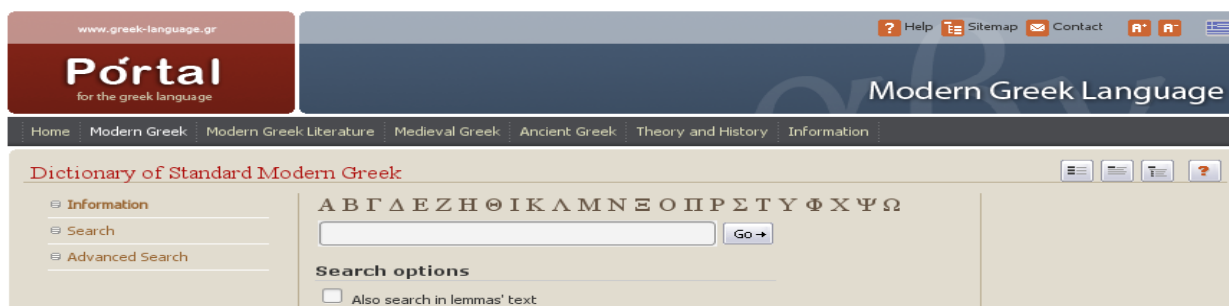 www.greek-language.gr
? Help Sitemap Contact A+ A-
Pórtal
for the greek language
αβγ
Modern Greek Language
Home Modern Greek Modern Greek Literature Medieval Greek Ancient Greek Theory and History Information
Dictionary of Standard Modern Greek
?
Information
Search
Advanced Search
Α Β Γ Δ Ε Ζ Η Θ Ι Κ Λ Μ Ν Ξ Ο Π Ρ Σ Τ Υ Φ Χ Ψ Ω
Go
Search options
Also search in lemmas' text